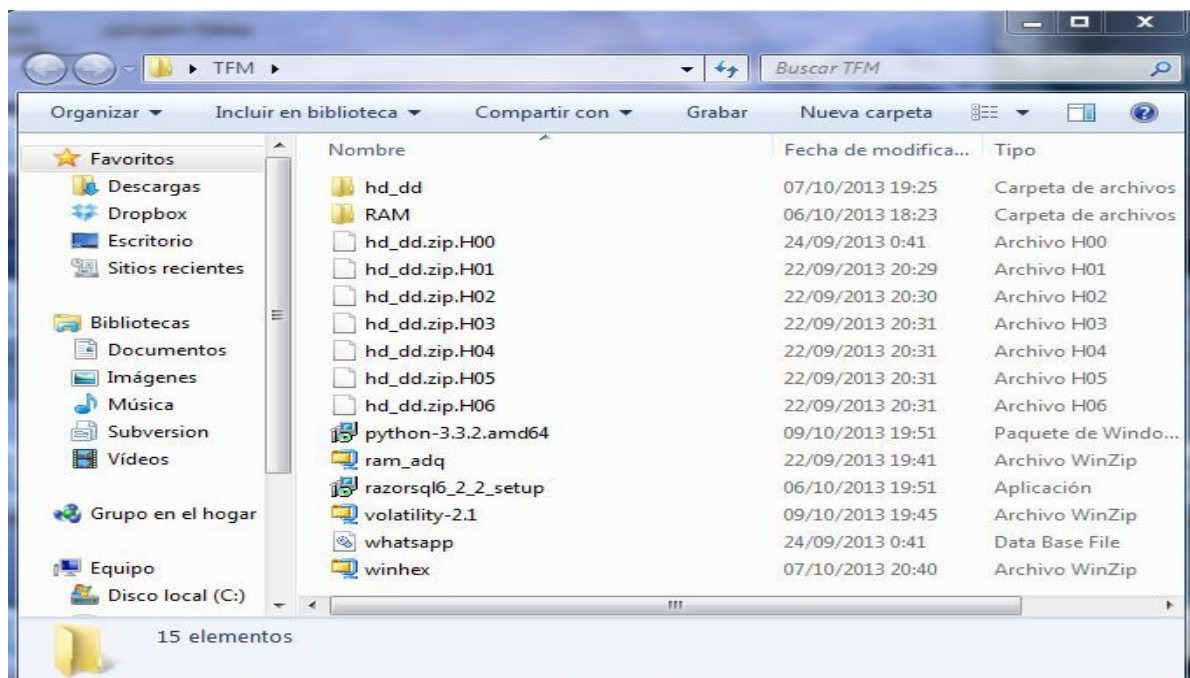 TFM
Buscar TFM
Organizar Incluir en biblioteca Compartir con Grabar Nueva carpeta
Favoritos
Descargas
Dropbox
Escritorio
Sitios recientes
Bibliotecas
Documentos
Imágenes
Música
Subversion
Vídeos
Grupo en el hogar
Equipo
Disco local (C:)
Nombre Fecha de modifica... Tipo
hd_dd 07/10/2013 19:25 Carpeta de archivos
RAM 06/10/2013 18:23 Carpeta de archivos
hd_dd.zip.H00 24/09/2013 0:41 Archivo H00
hd_dd.zip.H01 22/09/2013 20:29 Archivo H01
hd_dd.zip.H02 22/09/2013 20:30 Archivo H02
hd_dd.zip.H03 22/09/2013 20:31 Archivo H03
hd_dd.zip.H04 22/09/2013 20:31 Archivo H04
hd_dd.zip.H05 22/09/2013 20:31 Archivo H05
hd_dd.zip.H06 22/09/2013 20:31 Archivo H06
python-3.3.2.amd64 09/10/2013 19:51 Paquete de Windo...
ram_adq 22/09/2013 19:41 Archivo WinZip
razorsql6_2_2_setup 06/10/2013 19:51 Aplicación
volatility-2.1 09/10/2013 19:45 Archivo WinZip
whatsapp 24/09/2013 0:41 Data Base File
winhex 07/10/2013 20:40 Archivo WinZip
15 elementos